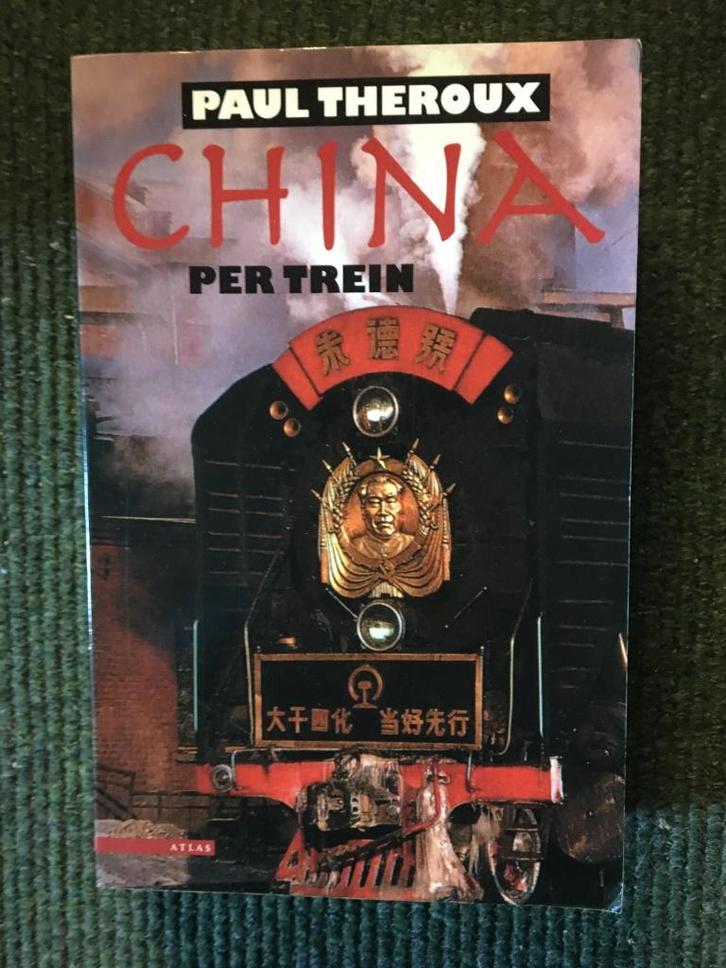 PAUL THEROUX
CHINA
PER TREIN
朱德號
大干四化 当好先行
ATLAS